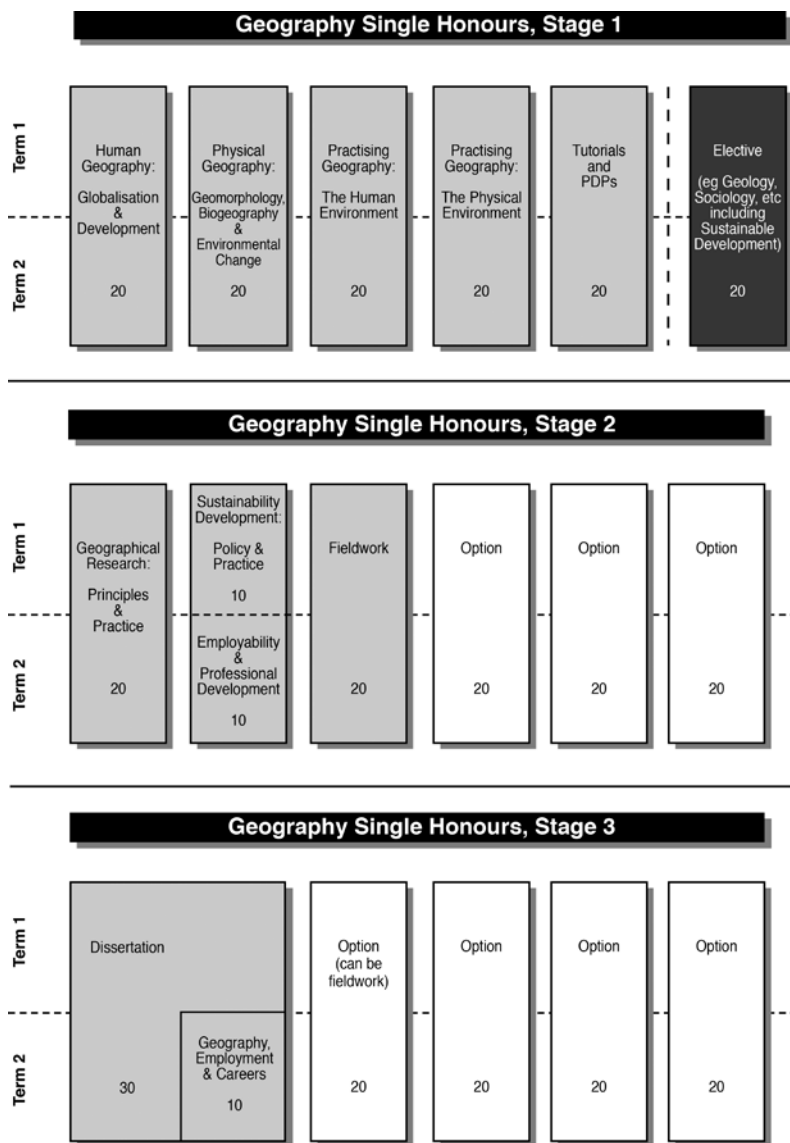 Geography Single Honours, Stage 1
Term 1
Term 2
Human
Geography:
Globalisation
&
Development
20
Physical
Geography:
Geomorphology,
Biogeography
&
Environmental
Change
20
Practising
Geography:
The Human
Environment
20
Practising
Geography:
The Physical
Environment
20
Tutorials
and
PDPs
20
Elective
(eg Geology,
Sociology, etc
including
Sustainable
Development)
20
Geography Single Honours, Stage 2
Term 1
Term 2
Geographical
Research:
Principles
&
Practice
20
Sustainability
Development:
Policy &
Practice
10
Employability
&
Professional
Development
10
Fieldwork
20
Option
20
Option
20
Option
20
Geography Single Honours, Stage 3
Term 1
Term 2
Dissertation
30
Geography,
Employment
& Careers
10
Option
(can be
fieldwork)
20
Option
20
Option
20
Option
20